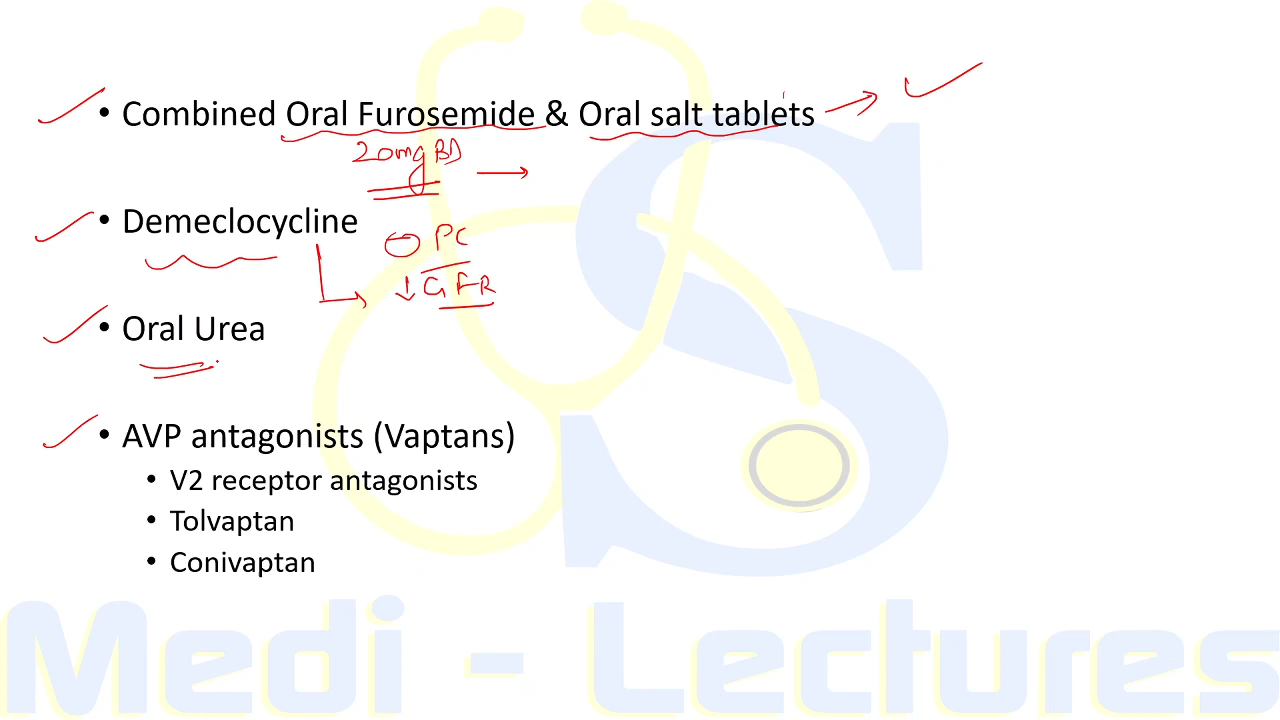 • Combined Oral Furosemide & Oral salt tablets →
20mg BD →
• Demeclocycline
⊖ PC
↓ GFR
• Oral Urea
• AVP antagonists (Vaptans)
• V2 receptor antagonists
• Tolvaptan
• Conivaptan
Medi - Lectures